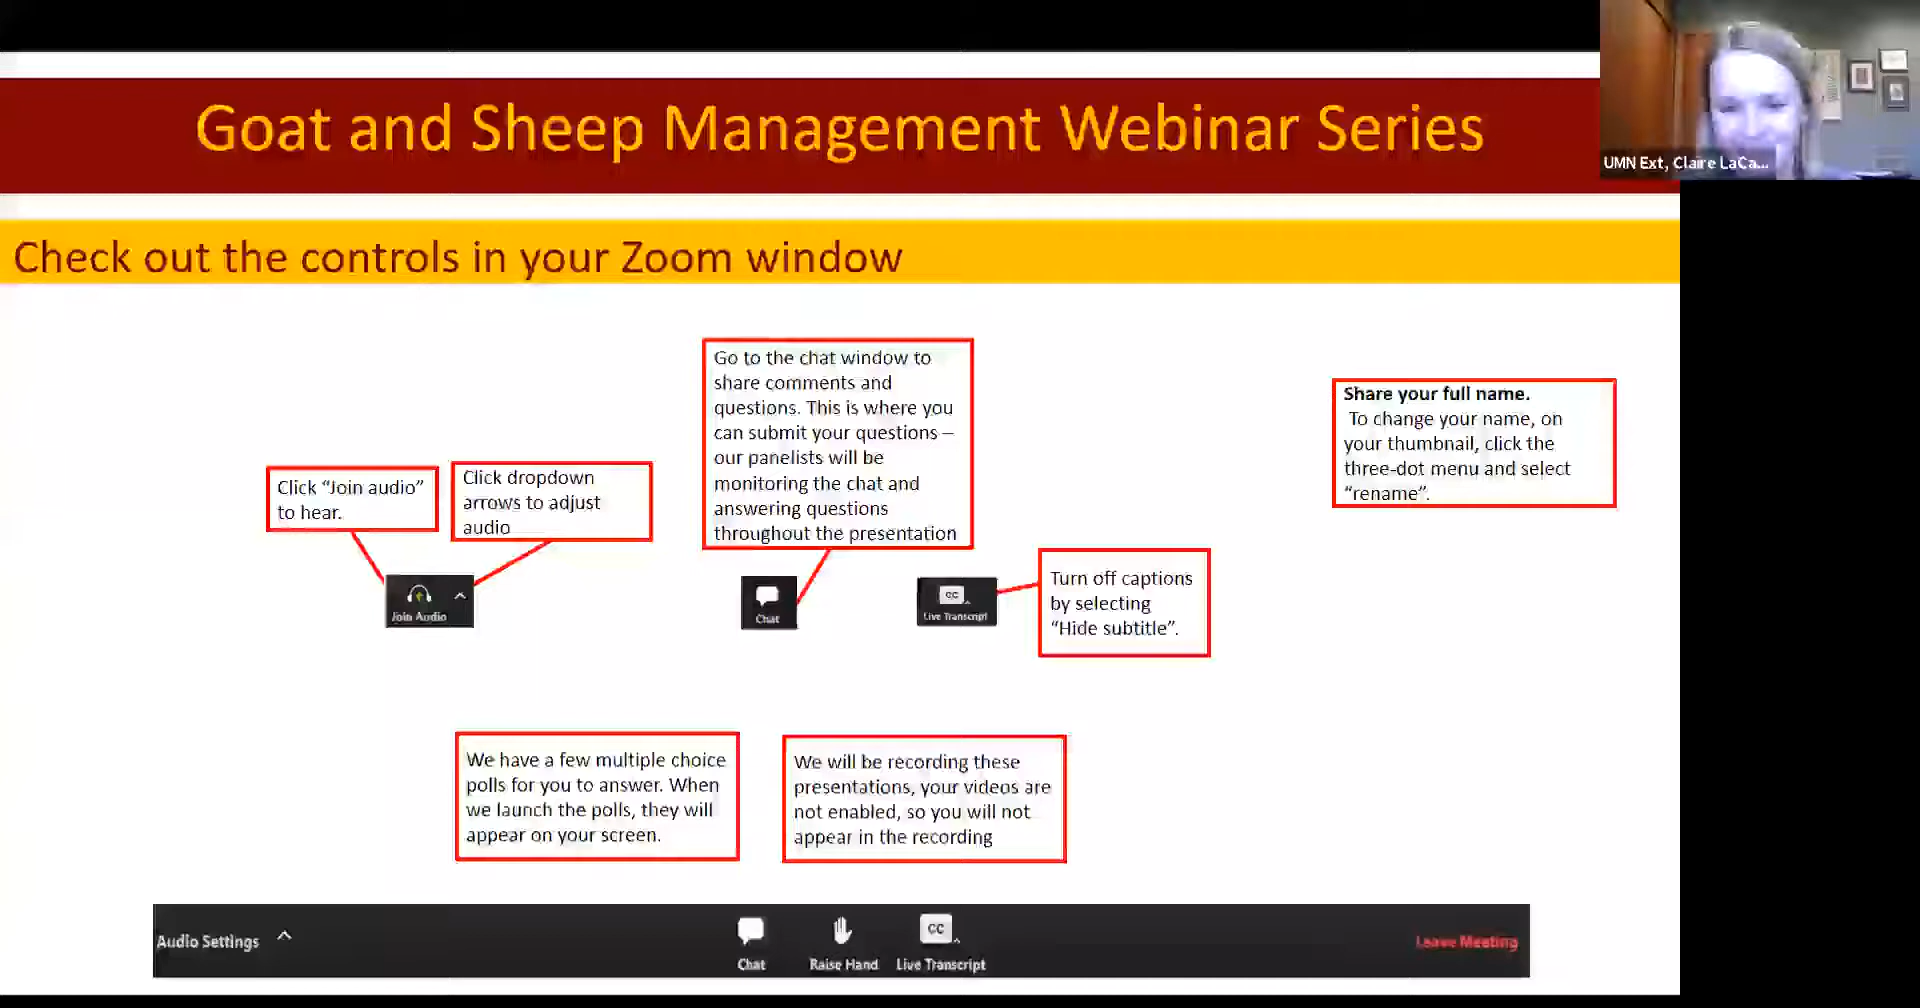 Goat and Sheep Management Webinar Series
UMN Ext, Claire LaCa...
Check out the controls in your Zoom window
Go to the chat window to
share comments and
questions. This is where you
can submit your questions –
our panelists will be
monitoring the chat and
answering questions
throughout the presentation
Share your full name.
To change your name, on
your thumbnail, click the
three-dot menu and select
“rename”.
Click “Join audio”
to hear.
Click dropdown
arrows to adjust
audio
Join Audio
Chat
CC
Live Transcript
Turn off captions
by selecting
“Hide subtitle”.
We have a few multiple choice
polls for you to answer. When
we launch the polls, they will
appear on your screen.
We will be recording these
presentations, your videos are
not enabled, so you will not
appear in the recording
Audio Settings
Chat
Raise Hand
CC
Live Transcript
Leave Meeting